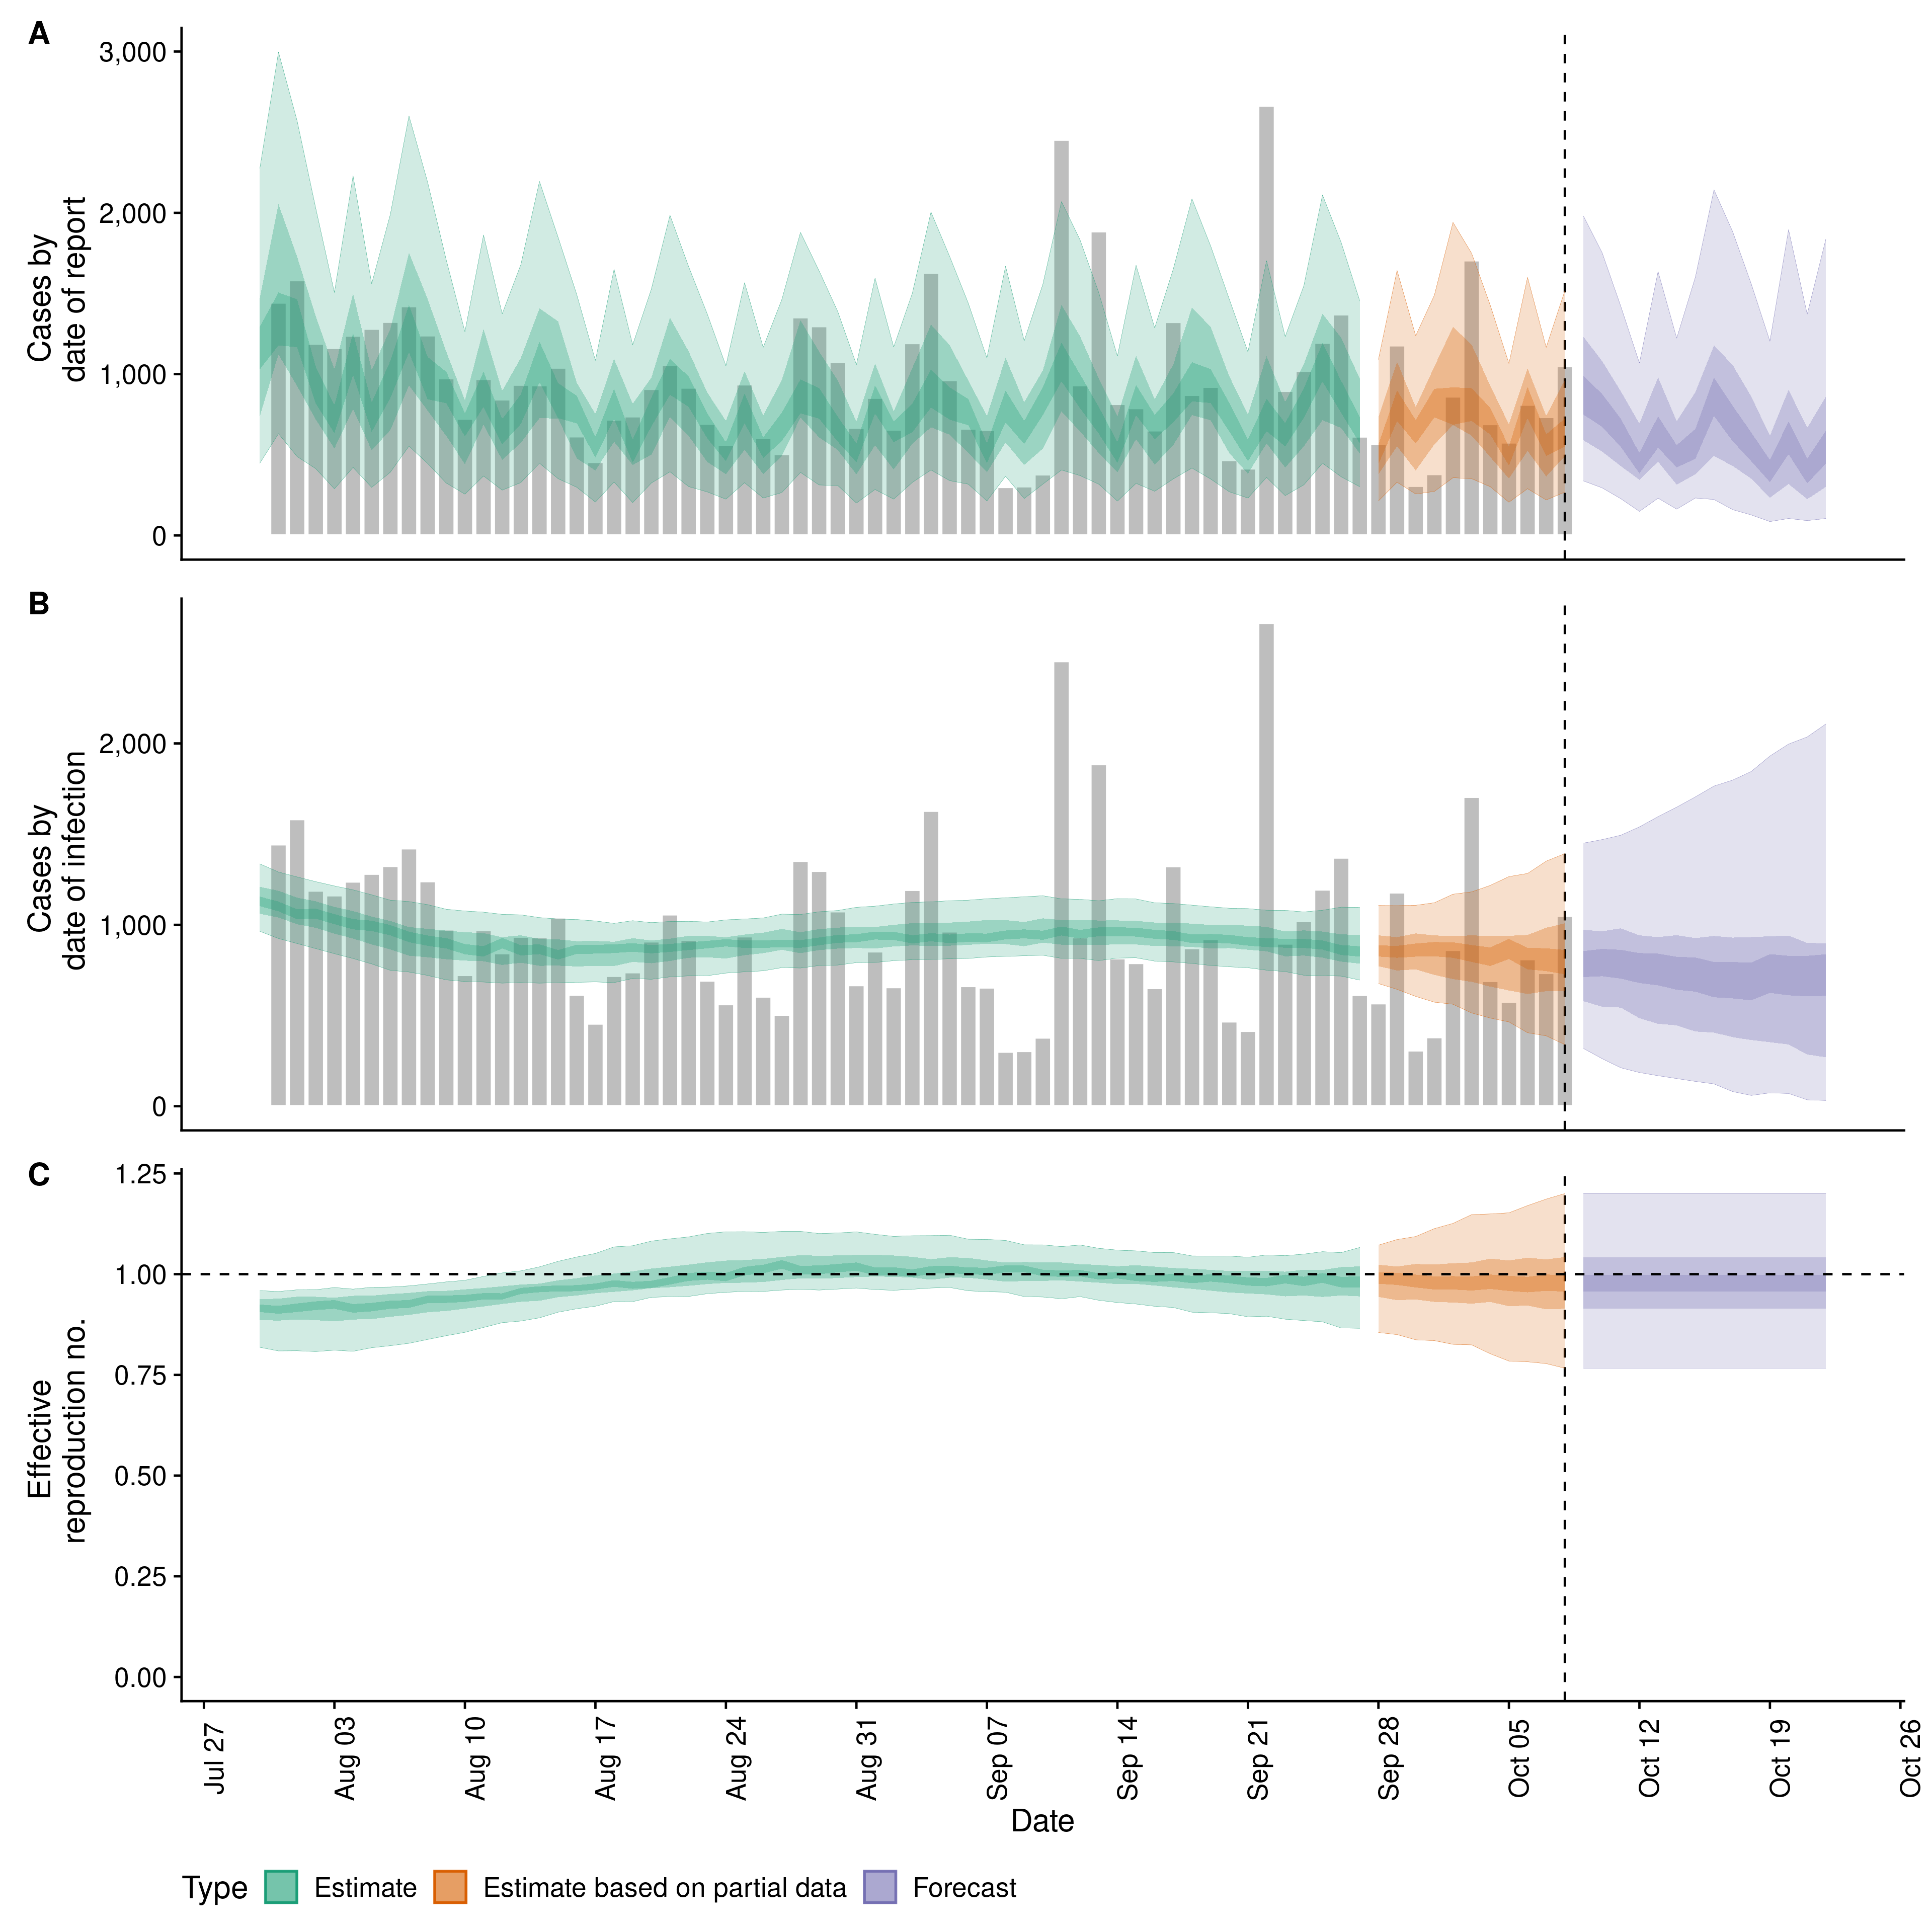 A
Cases by
date of report
3,000
2,000
1,000
0
B
Cases by
date of infection
2,000
1,000
0
C
Effective
reproduction no.
1.25
1.00
0.75
0.50
0.25
0.00
Jul 27
Aug 03
Aug 10
Aug 17
Aug 24
Aug 31
Sep 07
Sep 14
Sep 21
Sep 28
Oct 05
Oct 12
Oct 19
Oct 26
Date
Type Estimate Estimate based on partial data Forecast